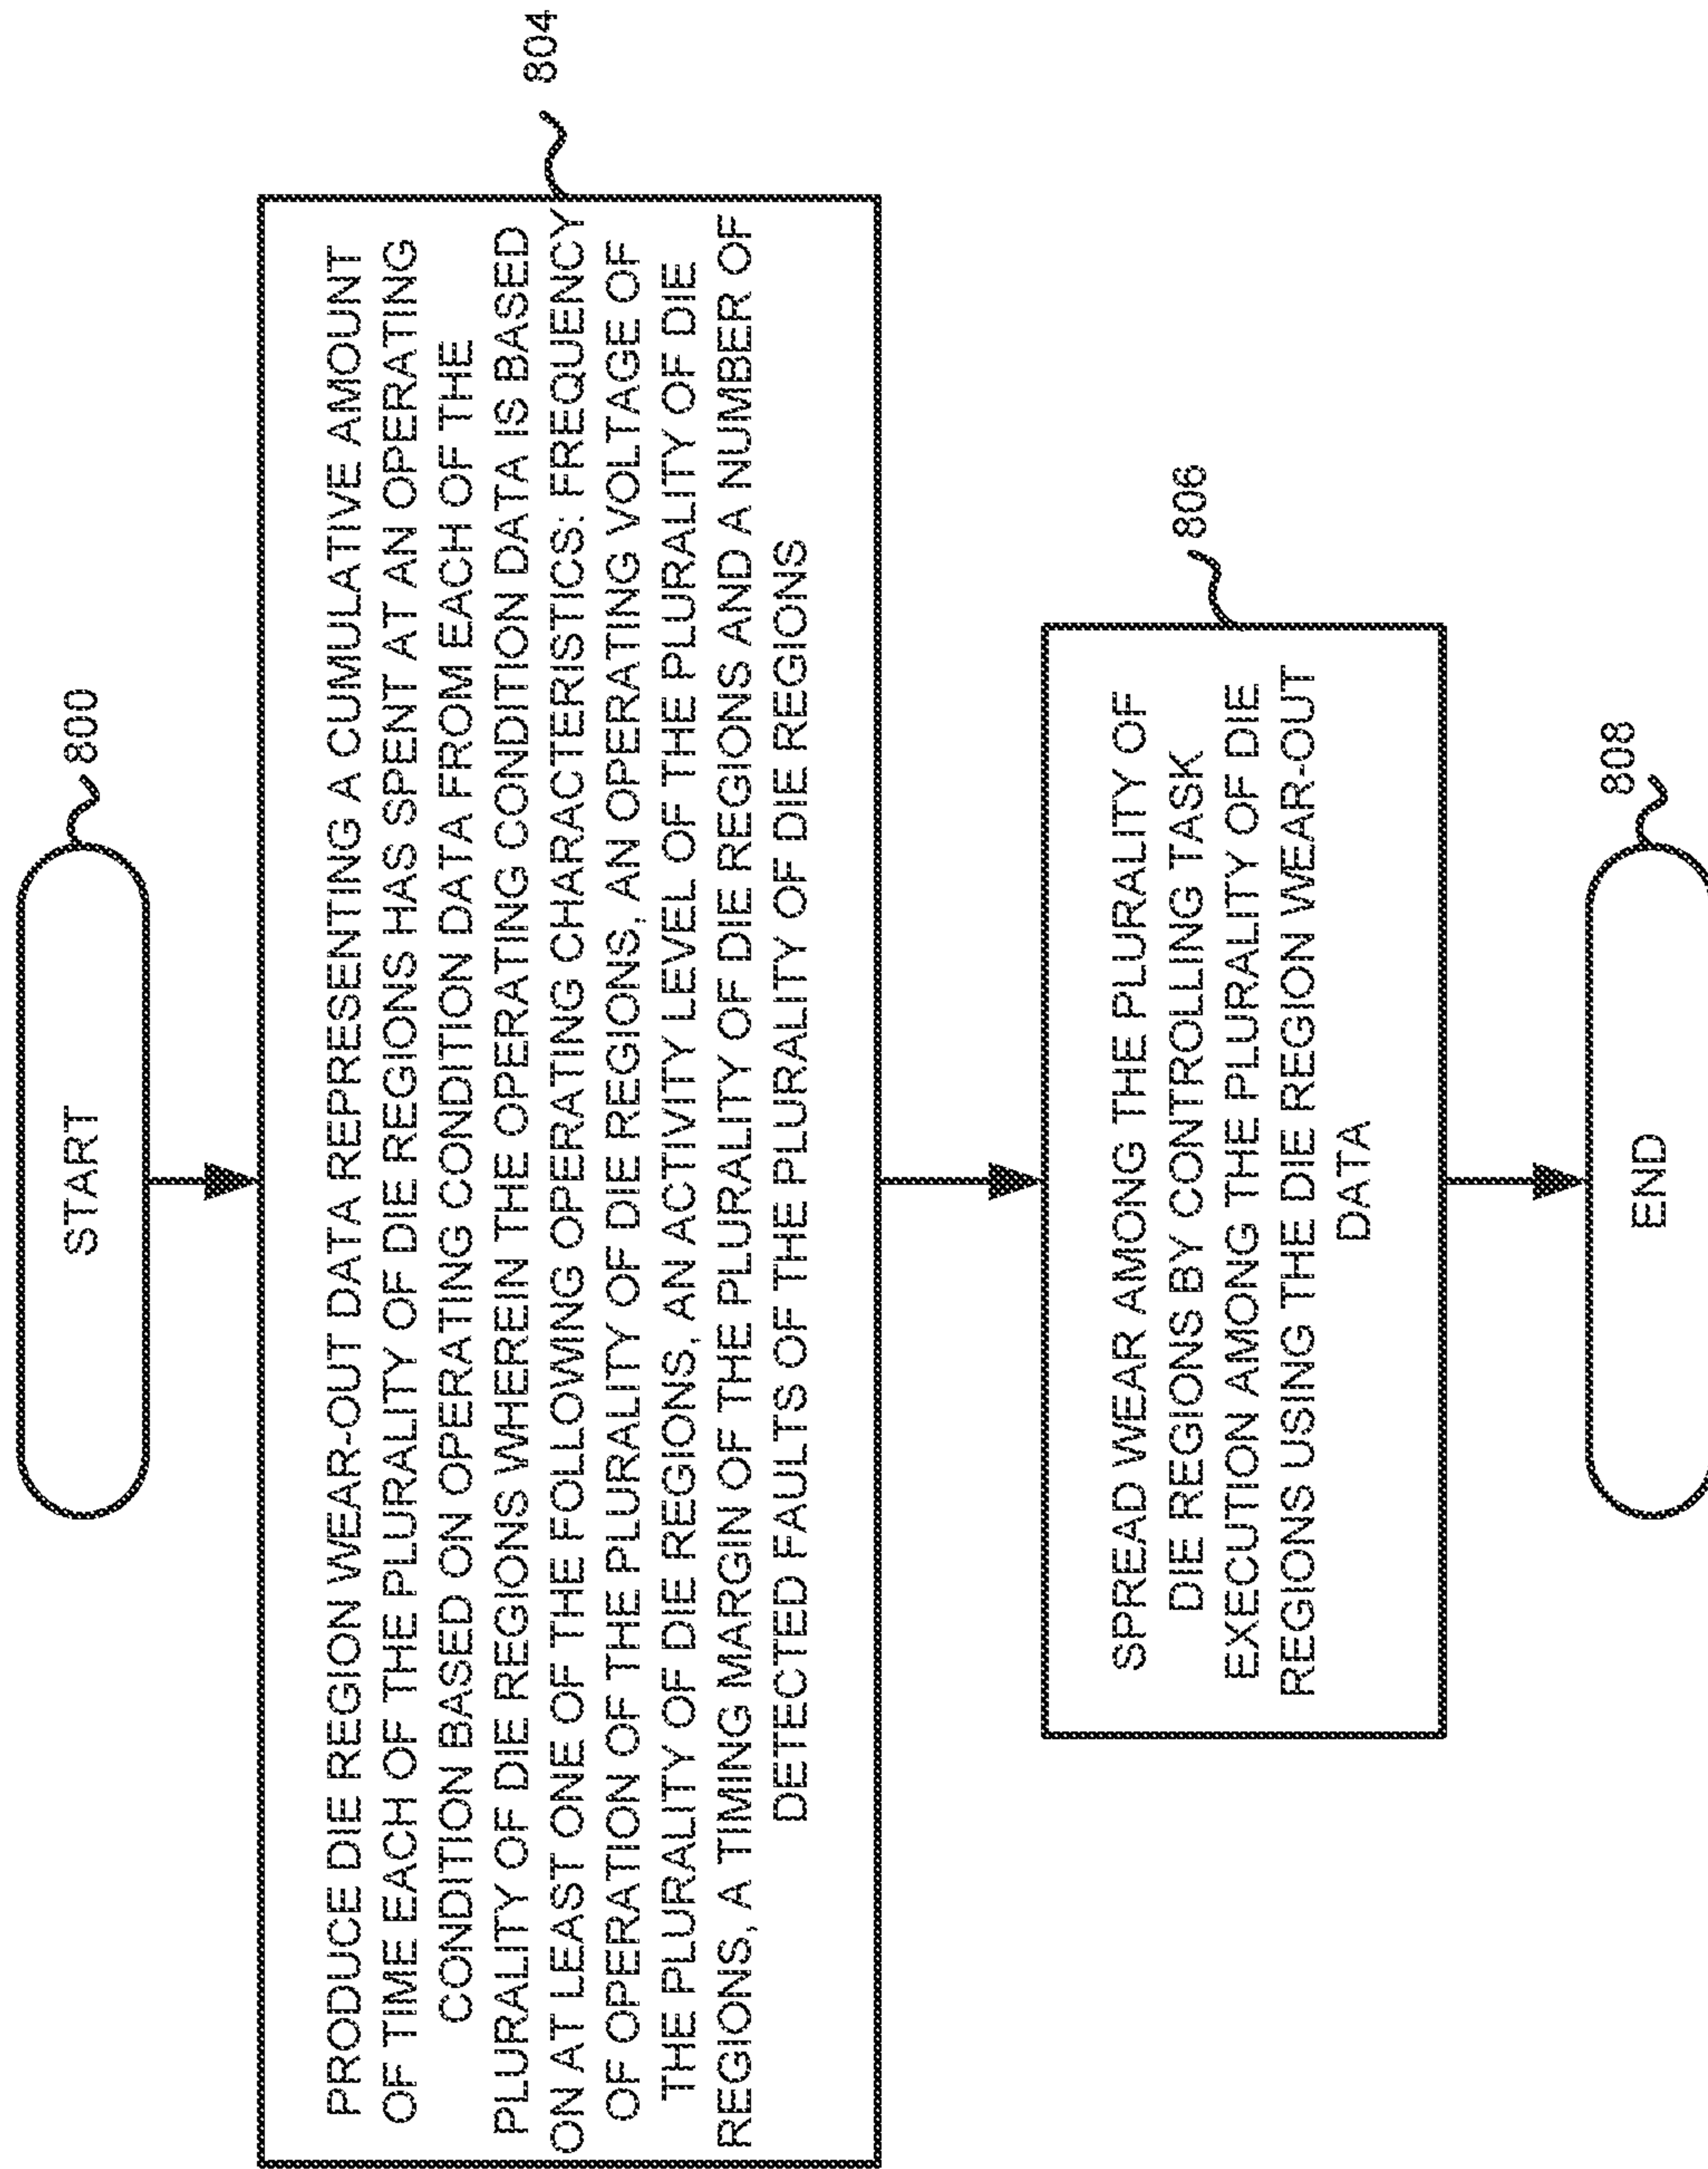 START
800
PRODUCE DIE REGION WEAR-OUT DATA REPRESENTING A CUMULATIVE AMOUNT
OF TIME EACH OF THE PLURALITY OF DIE REGIONS HAS SPENT AT AN OPERATING
CONDITION BASED ON OPERATING CONDITION DATA FROM EACH OF THE
PLURALITY OF DIE REGIONS WHEREIN THE OPERATING CONDITION DATA IS BASED
ON AT LEAST ONE OF THE FOLLOWING OPERATING CHARACTERISTICS: FREQUENCY
OF OPERATION OF THE PLURALITY OF DIE REGIONS, AN OPERATING VOLTAGE OF
THE PLURALITY OF DIE REGIONS, AN ACTIVITY LEVEL OF THE PLURALITY OF DIE
REGIONS, A TIMING MARGIN OF THE PLURALITY OF DIE REGIONS AND A NUMBER OF
DETECTED FAULTS OF THE PLURALITY OF DIE REGIONS
804
SPREAD WEAR AMONG THE PLURALITY OF
DIE REGIONS BY CONTROLLING TASK
EXECUTION AMONG THE PLURALITY OF DIE
REGIONS USING THE DIE REGION WEAR-OUT
DATA
806
END
808